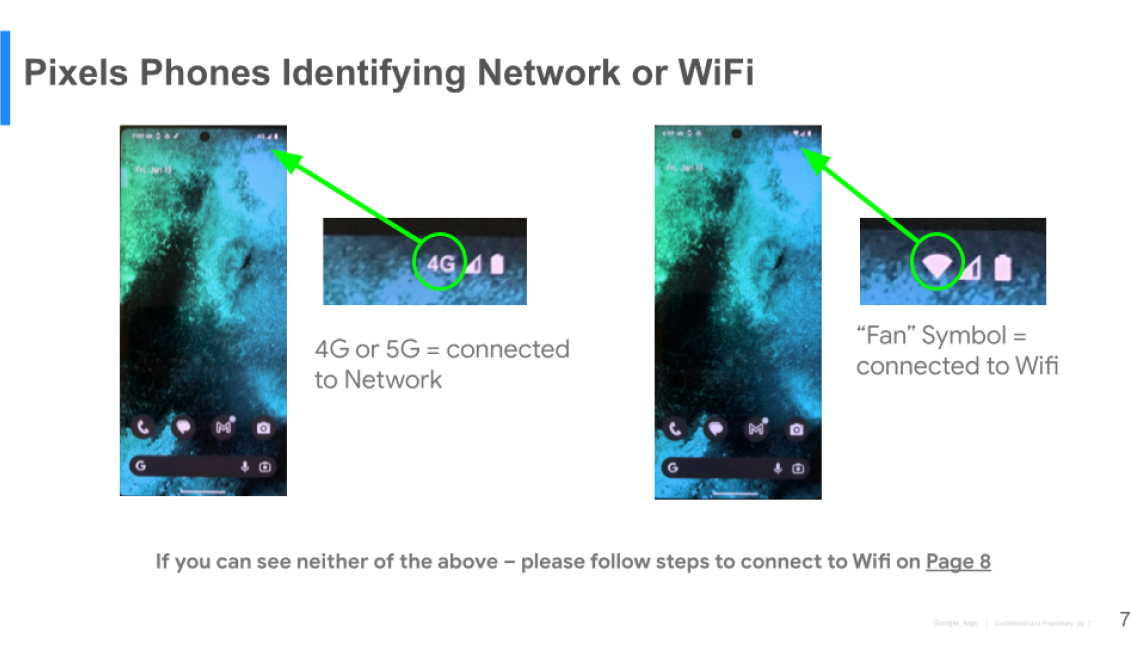 Pixels Phones Identifying Network or WiFi
Fri, Jan 13
Fri, Jan 13
4G
4G or 5G = connected
to Network
“Fan” Symbol =
connected to Wifi
G
G
If you can see neither of the above – please follow steps to connect to Wifi on Page 8
Google_logo | Confidential and Proprietary pg. 7
7